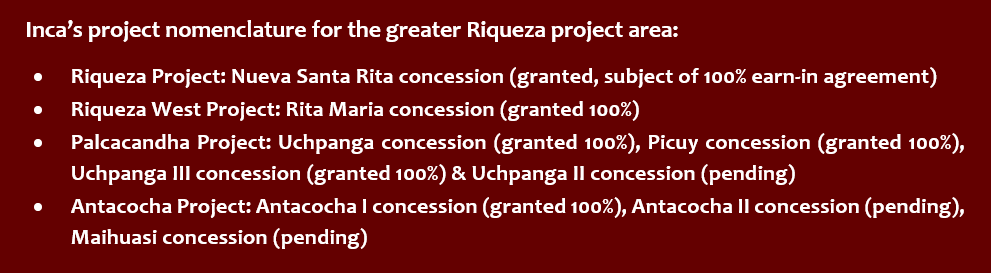 Inca’s project nomenclature for the greater Riqueza project area:
• Riqueza Project: Nueva Santa Rita concession (granted, subject of 100% earn-in agreement)
• Riqueza West Project: Rita Maria concession (granted 100%)
• Palcacandha Project: Uchpanga concession (granted 100%), Picuy concession (granted 100%),
Uchpanga III concession (granted 100%) & Uchpanga II concession (pending)
• Antacocha Project: Antacocha I concession (granted 100%), Antacocha II concession (pending),
Maihuasi concession (pending)